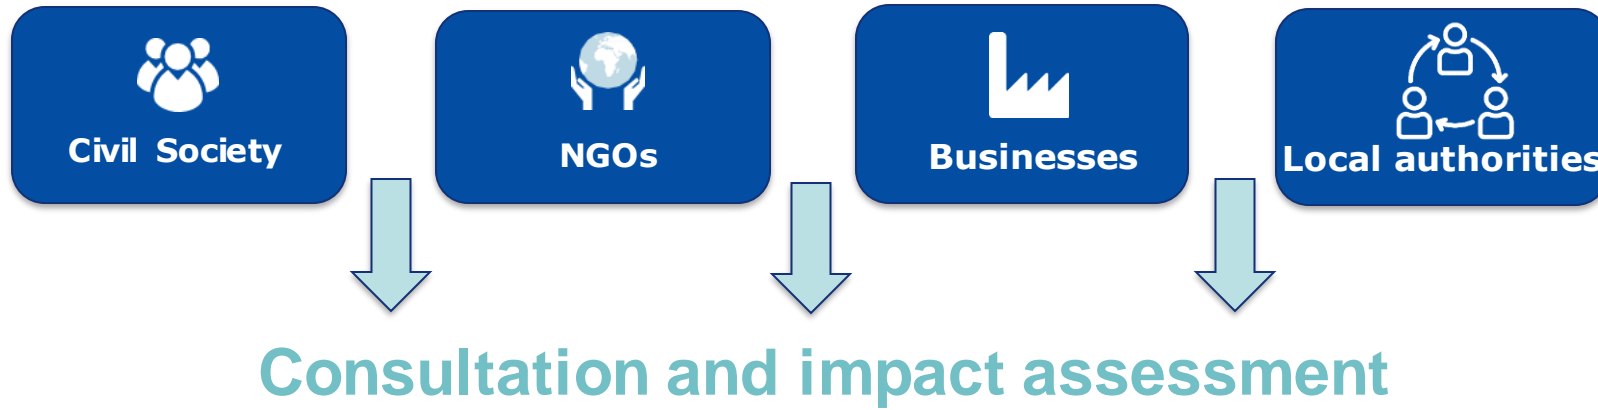 Civil Society
NGOs
Businesses
Local authorities
Consultation and impact assessment